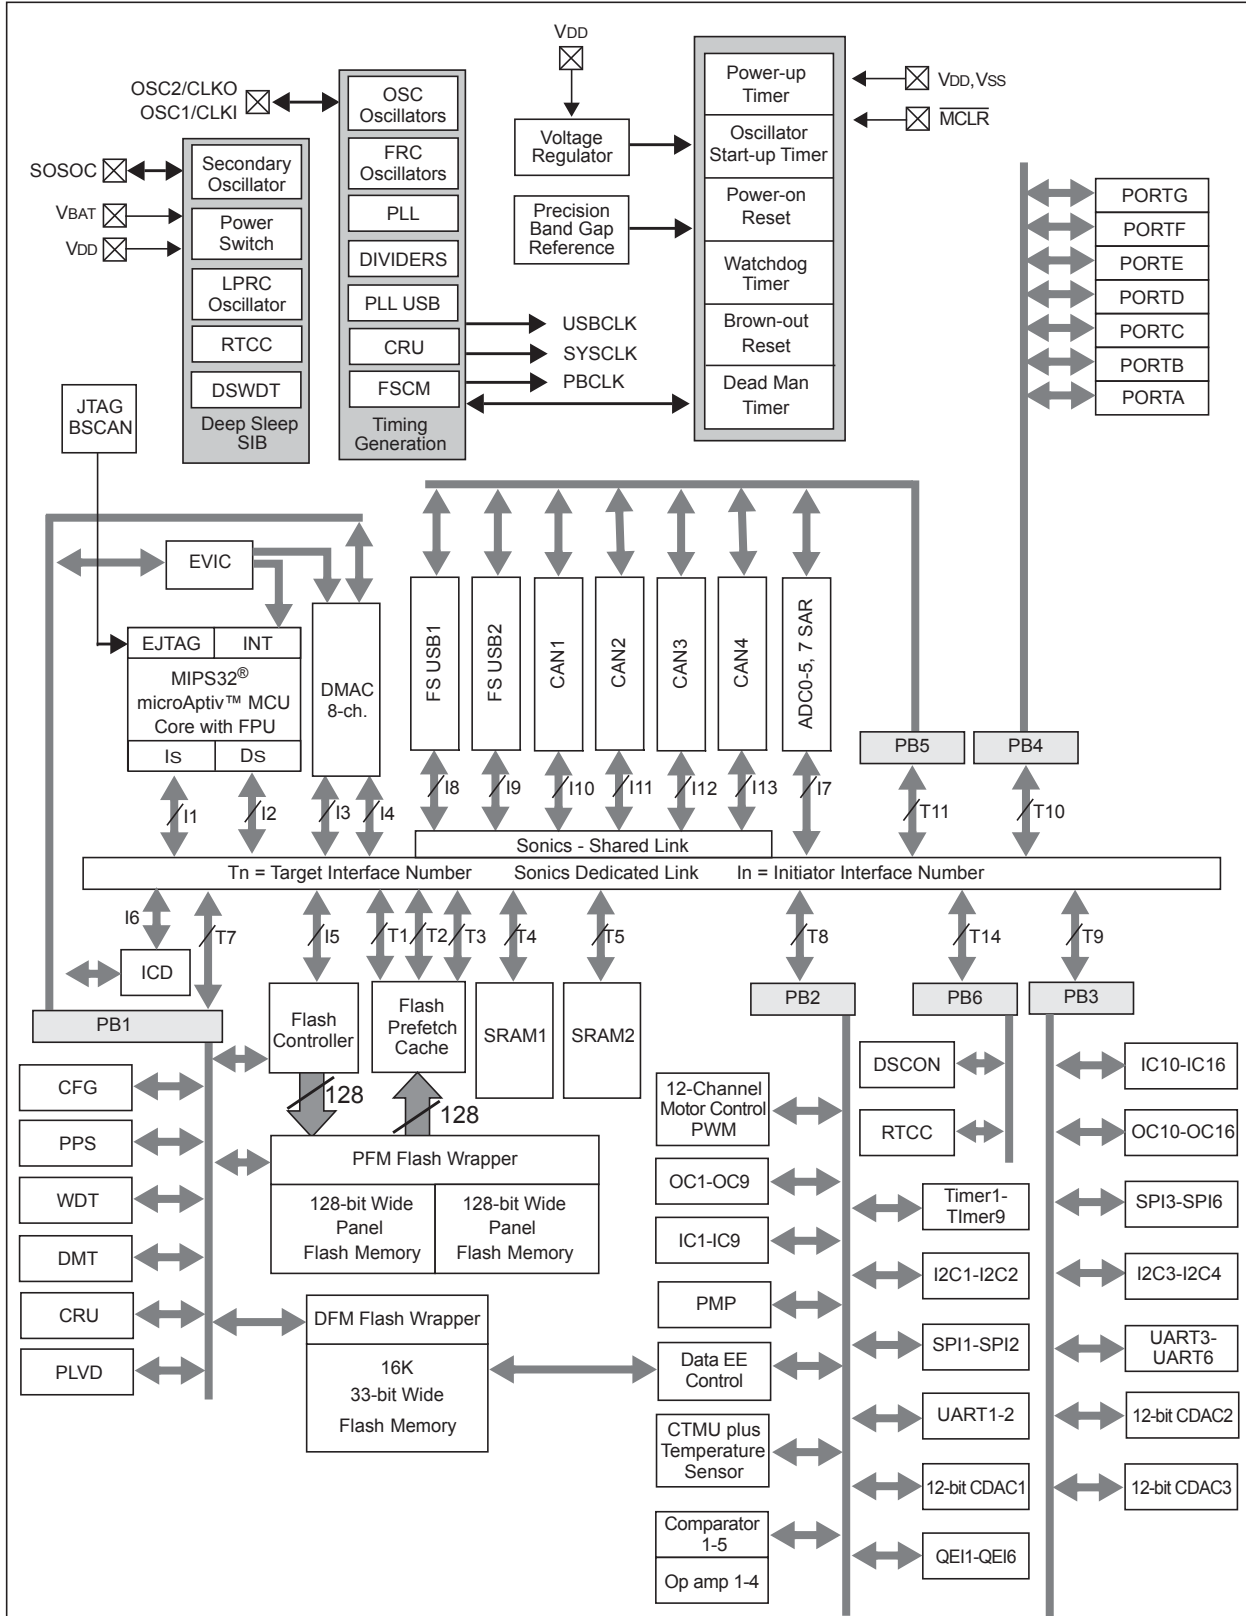 VDD
OSC2/CLKO
OSC1/CLKI
SOSOC
VBAT
VDD
Secondary
Oscillator
Power
Switch
LPRC
Oscillator
RTCC
DSWDT
Deep Sleep
SIB
OSC
Oscillators
FRC
Oscillators
PLL
DIVIDERS
PLL USB
CRU
FSCM
Timing
Generation
Voltage
Regulator
Precision
Band Gap
Reference
USBCLK
SYSCLK
PBCLK
Power-up
Timer
Oscillator
Start-up Timer
Power-on
Reset
Watchdog
Timer
Brown-out
Reset
Dead Man
Timer
VDD, VSS
MCLR
PORTG
PORTF
PORTE
PORTD
PORTC
PORTB
PORTA
JTAG
BSCAN
EVIC
EJTAG
INT
MIPS32®
microAptiv™ MCU
Core with FPU
IS
DS
DMAC
8-ch.
FS USB1
FS USB2
CAN1
CAN2
CAN3
CAN4
ADC0-5, 7 SAR
PB5
PB4
I1
I2
I3
I4
I8
I9
I10
I11
I12
I13
I7
T11
T10
Sonics - Shared Link
Tn = Target Interface Number
Sonics Dedicated Link
In = Initiator Interface Number
I6
T7
I5
T1
T2
T3
T4
T5
T8
T14
T9
ICD
PB1
Flash
Controller
Flash
Prefetch
Cache
SRAM1
SRAM2
PB2
PB6
PB3
CFG
PPS
WDT
DMT
CRU
PLVD
128
128
PFM Flash Wrapper
128-bit Wide
Panel
Flash Memory
128-bit Wide
Panel
Flash Memory
DFM Flash Wrapper
16K
33-bit Wide
Flash Memory
12-Channel
Motor Control
PWM
OC1-OC9
IC1-IC9
PMP
Data EE
Control
CTMU plus
Temperature
Sensor
Comparator
1-5
Op amp 1-4
DSCON
RTCC
Timer1-
TImer9
I2C1-I2C2
SPI1-SPI2
UART1-2
12-bit CDAC1
QEI1-QEI6
IC10-IC16
OC10-OC16
SPI3-SPI6
I2C3-I2C4
UART3-
UART6
12-bit CDAC2
12-bit CDAC3